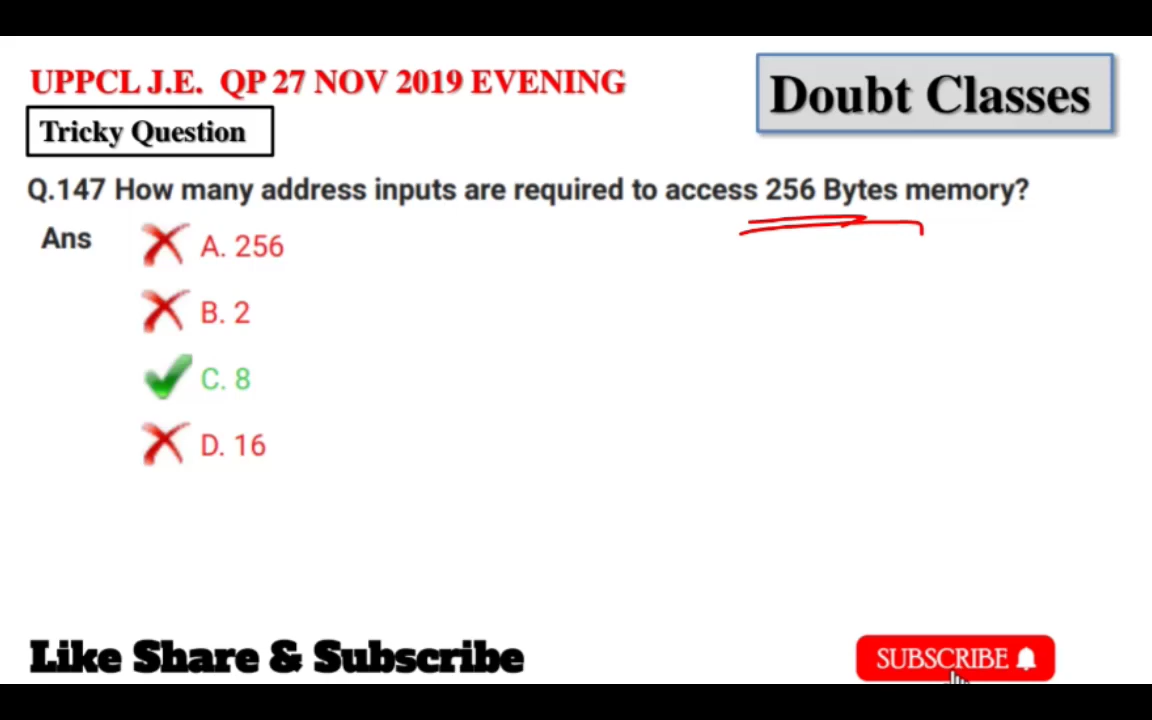 UPPCL J.E. QP 27 NOV 2019 EVENING
Doubt Classes
Tricky Question
Q.147 How many address inputs are required to access 256 Bytes memory?
Ans
A. 256
B. 2
C. 8
D. 16
Like Share & Subscribe
SUBSCRIBE